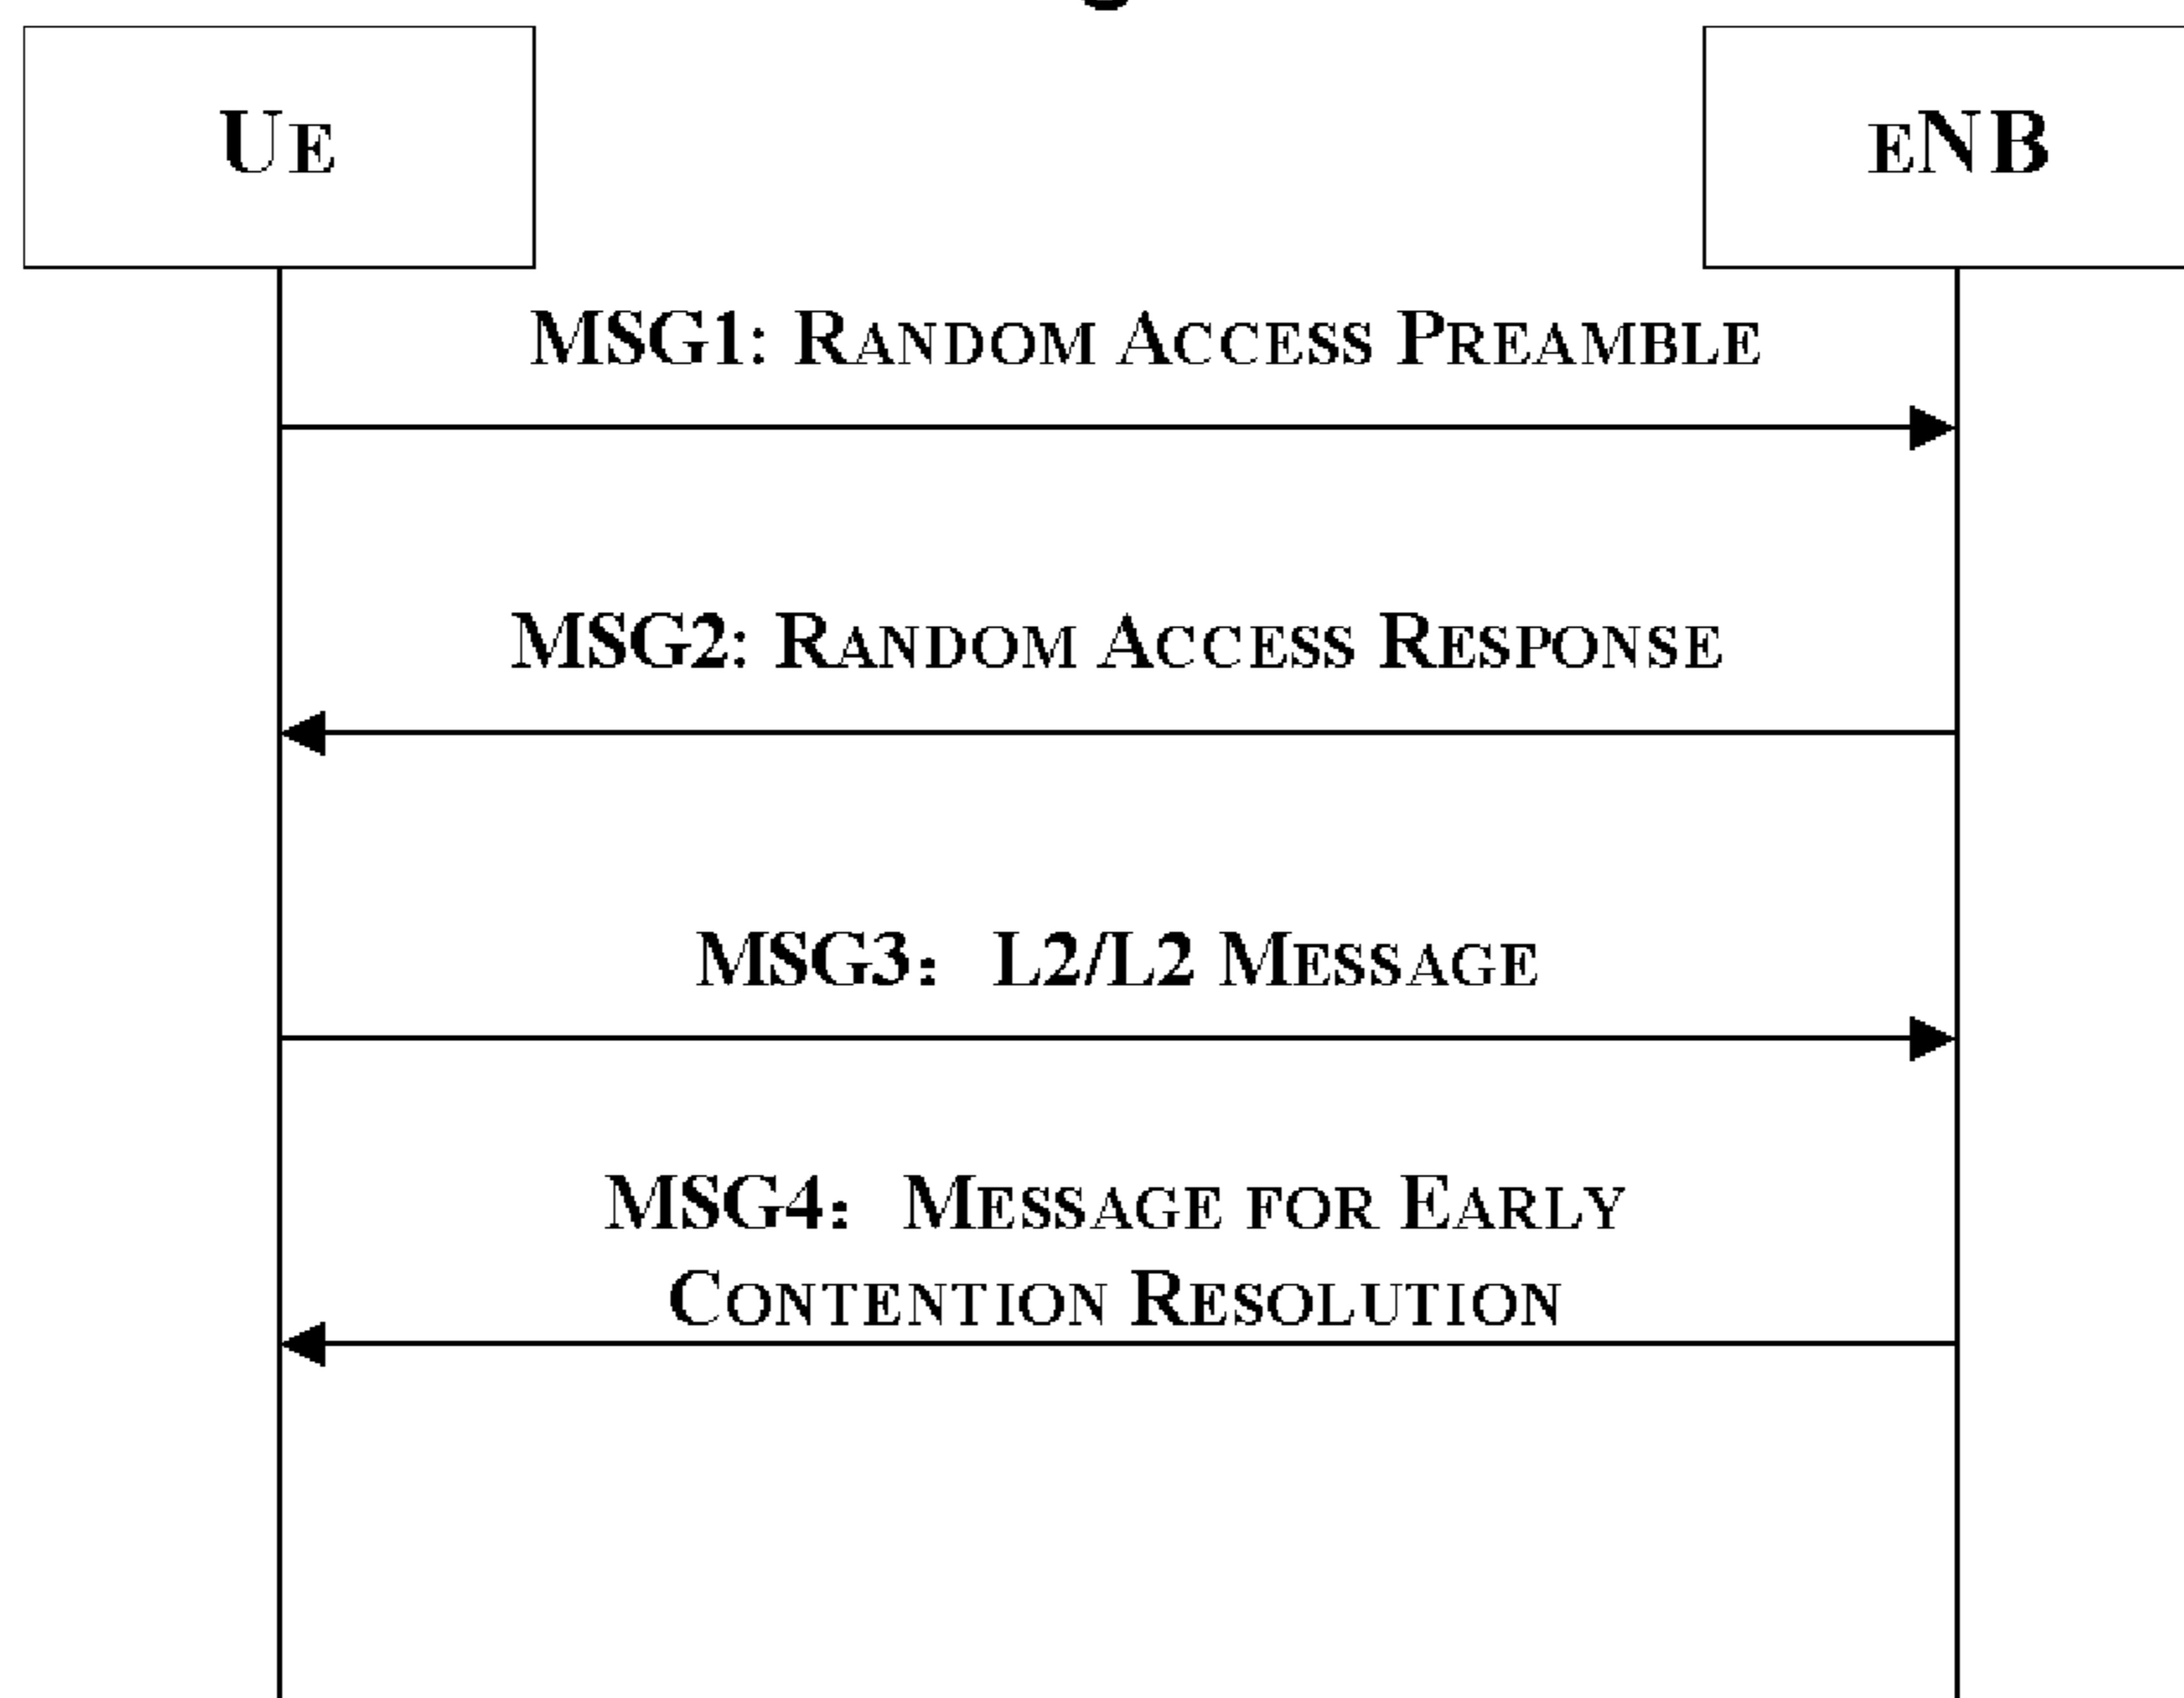 UE
eNB
MSG1: RANDOM ACCESS PREAMBLE
MSG2: RANDOM ACCESS RESPONSE
MSG3: L2/L2 MESSAGE
MSG4: MESSAGE FOR EARLY
CONTENTION RESOLUTION